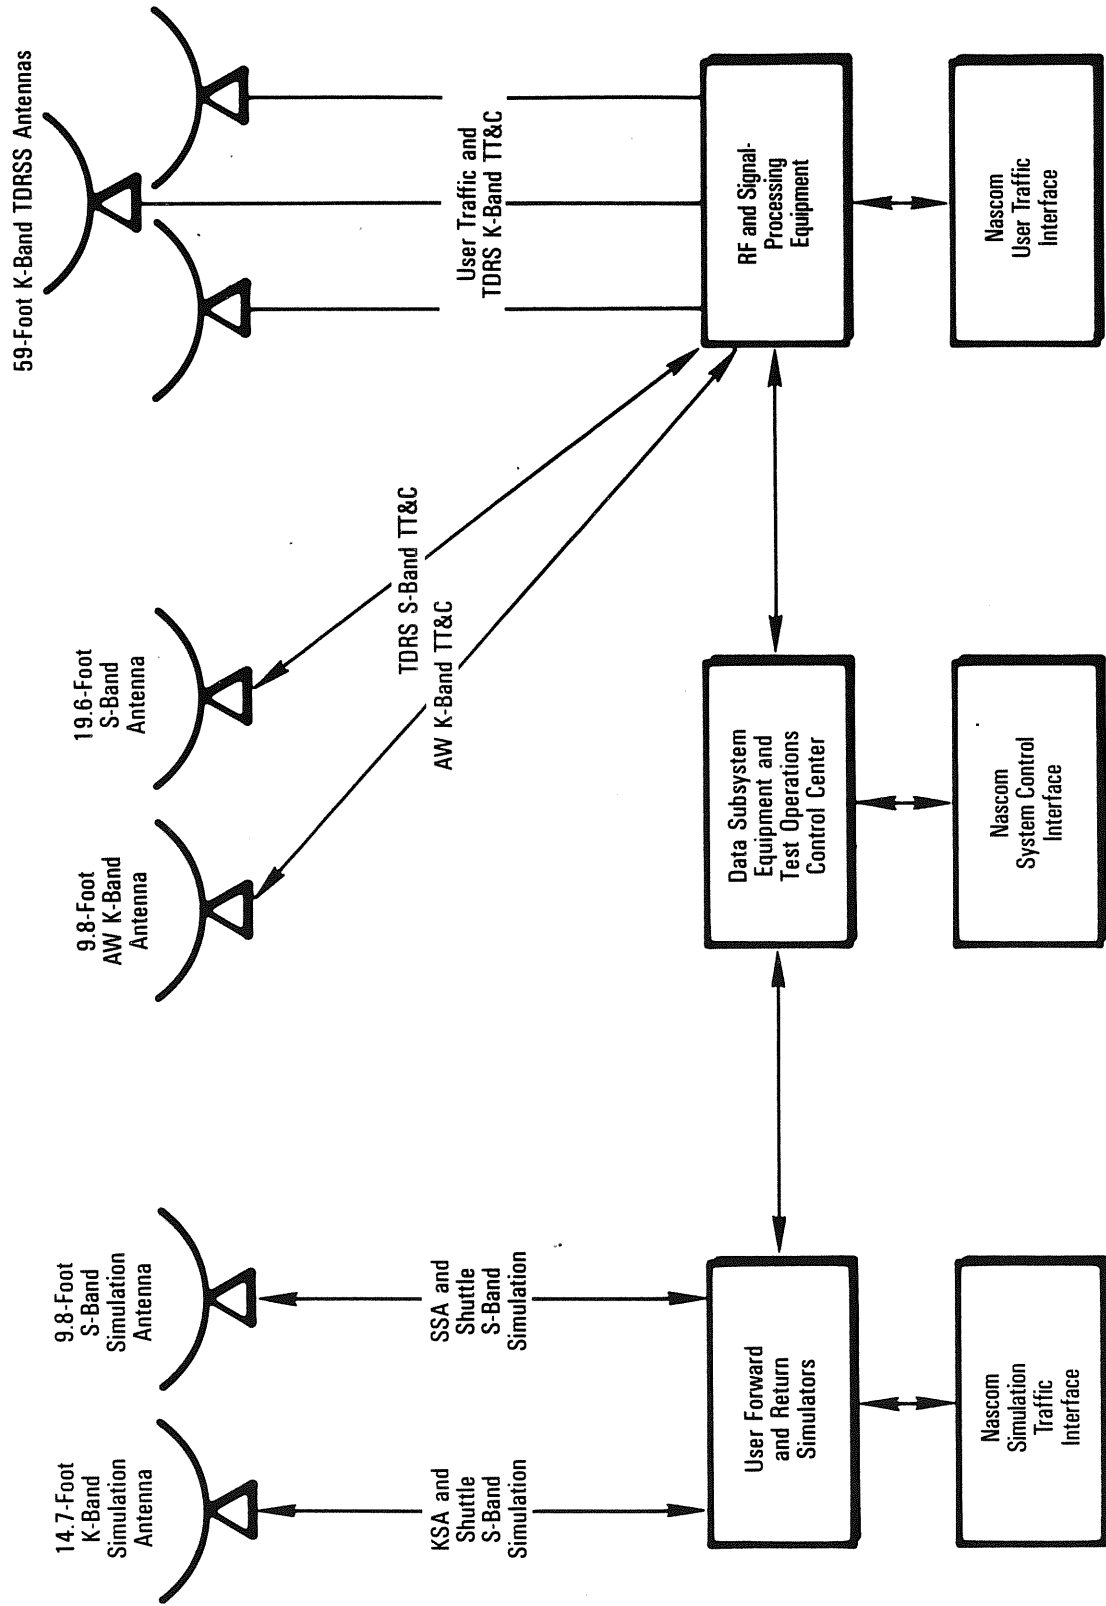 14.7-Foot
K-Band
Simulation
Antenna
9.8-Foot
S-Band
Simulation
Antenna
9.8-Foot
AW K-Band
Antenna
19.6-Foot
S-Band
Antenna
59-Foot K-Band TDRSS Antennas
KSA and
Shuttle
S-Band
Simulation
SSA and
Shuttle
S-Band
Simulation
TDRS S-Band TT&C
AW K-Band TT&C
User Traffic and
TDRS K-Band TT&C
User Forward
and Return
Simulators
Data Subsystem
Equipment and
Test Operations
Control Center
RF and Signal-
Processing
Equipment
Nascom
Simulation
Traffic
Interface
Nascom
System Control
Interface
Nascom
User Traffic
Interface